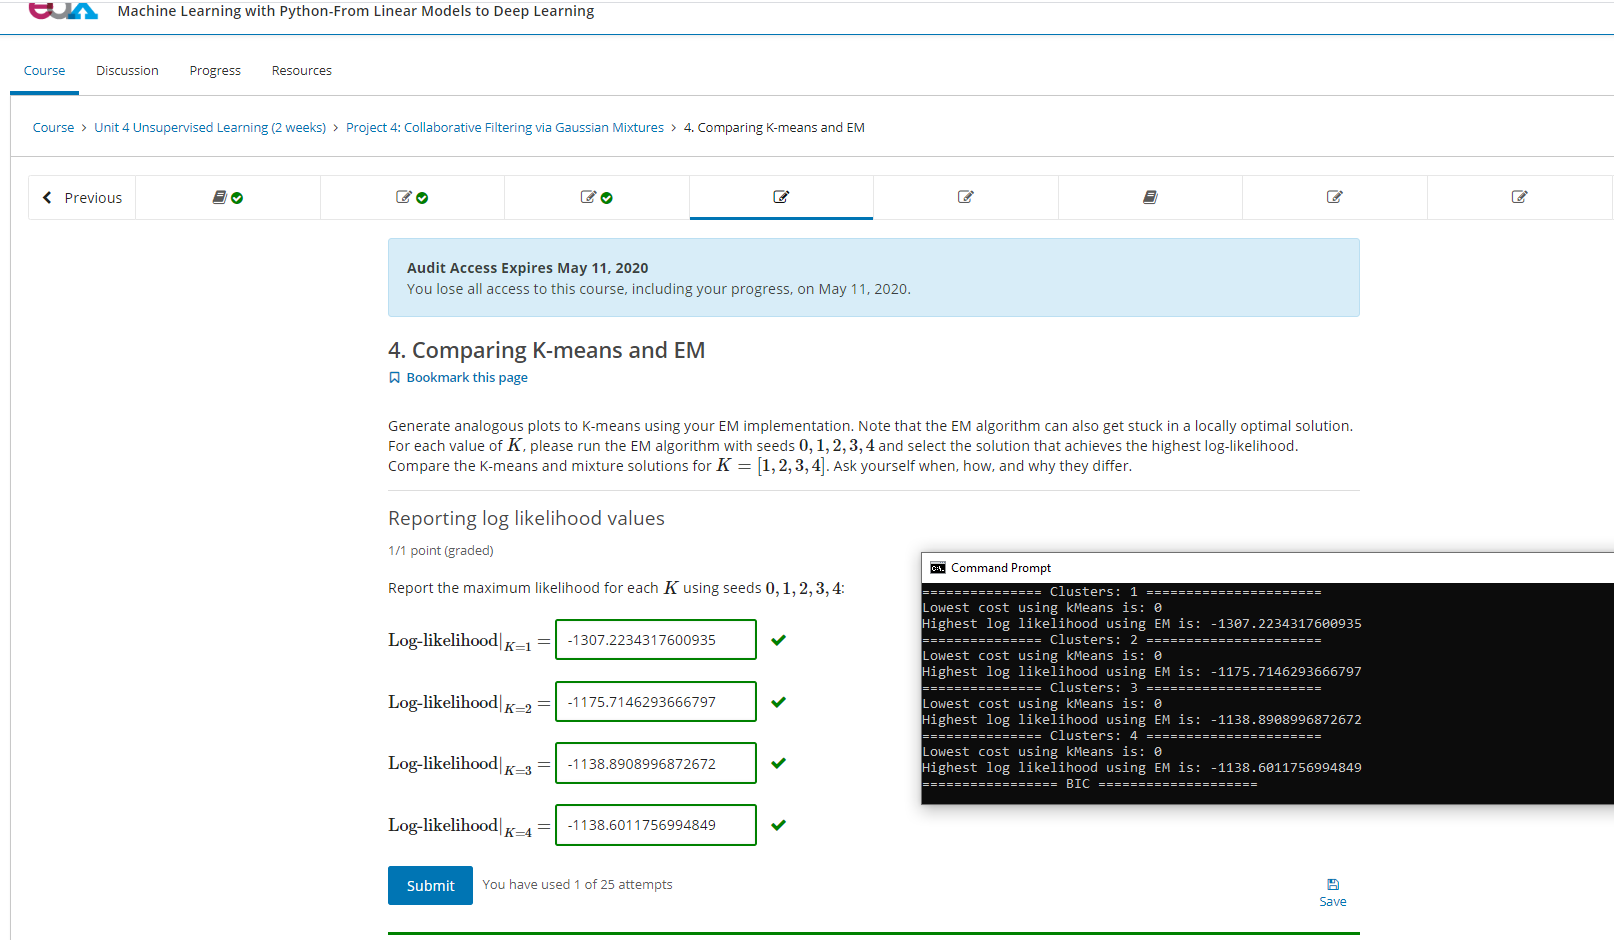 edX Machine Learning with Python-From Linear Models to Deep Learning
Course Discussion Progress Resources
Course > Unit 4 Unsupervised Learning (2 weeks) > Project 4: Collaborative Filtering via Gaussian Mixtures > 4. Comparing K-means and EM
Previous
Audit Access Expires May 11, 2020
You lose all access to this course, including your progress, on May 11, 2020.
4. Comparing K-means and EM
Bookmark this page
Generate analogous plots to K-means using your EM implementation. Note that the EM algorithm can also get stuck in a locally optimal solution.
For each value of K, please run the EM algorithm with seeds 0, 1, 2, 3, 4 and select the solution that achieves the highest log-likelihood.
Compare the K-means and mixture solutions for K = [1, 2, 3, 4]. Ask yourself when, how, and why they differ.
Reporting log likelihood values
1/1 point (graded)
Report the maximum likelihood for each K using seeds 0, 1, 2, 3, 4:
Log-likelihood|K=1 = -1307.2234317600935
Log-likelihood|K=2 = -1175.7146293666797
Log-likelihood|K=3 = -1138.8908996872672
Log-likelihood|K=4 = -1138.6011756994849
Submit You have used 1 of 25 attempts
Save
Command Prompt
=============== Clusters: 1 ======================
Lowest cost using kMeans is: 0
Highest log likelihood using EM is: -1307.2234317600935
=============== Clusters: 2 ======================
Lowest cost using kMeans is: 0
Highest log likelihood using EM is: -1175.7146293666797
=============== Clusters: 3 ======================
Lowest cost using kMeans is: 0
Highest log likelihood using EM is: -1138.8908996872672
=============== Clusters: 4 ======================
Lowest cost using kMeans is: 0
Highest log likelihood using EM is: -1138.6011756994849
================= BIC ====================